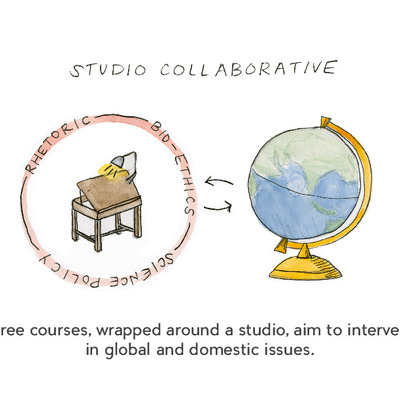 STUDIO COLLABORATIVE
RHETORIC
BIO-ETHICS
SCIENCE POLICY
ree courses, wrapped around a studio, aim to interve
in global and domestic issues.